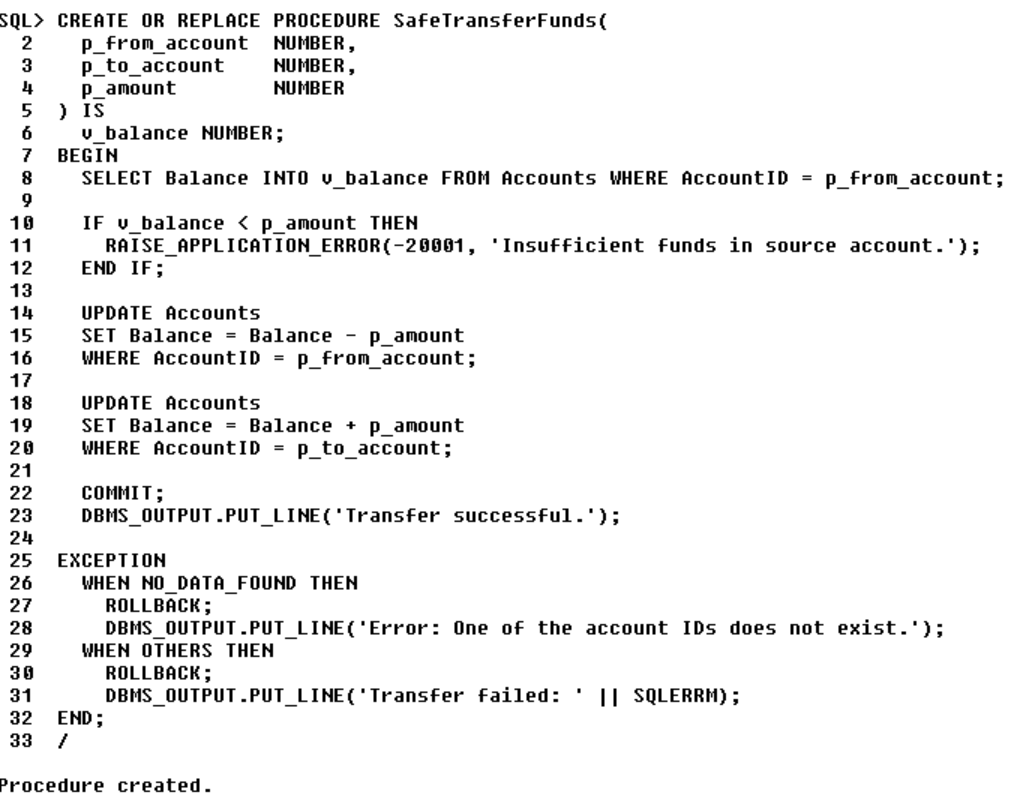 SQL> CREATE OR REPLACE PROCEDURE SafeTransferFunds(
  2    p_from_account  NUMBER,
  3    p_to_account    NUMBER,
  4    p_amount        NUMBER
  5  ) IS
  6    v_balance NUMBER;
  7  BEGIN
  8    SELECT Balance INTO v_balance FROM Accounts WHERE AccountID = p_from_account;
  9
 10    IF v_balance < p_amount THEN
 11      RAISE_APPLICATION_ERROR(-20001, 'Insufficient funds in source account.');
 12    END IF;
 13
 14    UPDATE Accounts
 15    SET Balance = Balance - p_amount
 16    WHERE AccountID = p_from_account;
 17
 18    UPDATE Accounts
 19    SET Balance = Balance + p_amount
 20    WHERE AccountID = p_to_account;
 21
 22    COMMIT;
 23    DBMS_OUTPUT.PUT_LINE('Transfer successful.');
 24
 25  EXCEPTION
 26    WHEN NO_DATA_FOUND THEN
 27      ROLLBACK;
 28      DBMS_OUTPUT.PUT_LINE('Error: One of the account IDs does not exist.');
 29    WHEN OTHERS THEN
 30      ROLLBACK;
 31      DBMS_OUTPUT.PUT_LINE('Transfer failed: ' || SQLERRM);
 32  END;
 33  /
Procedure created.